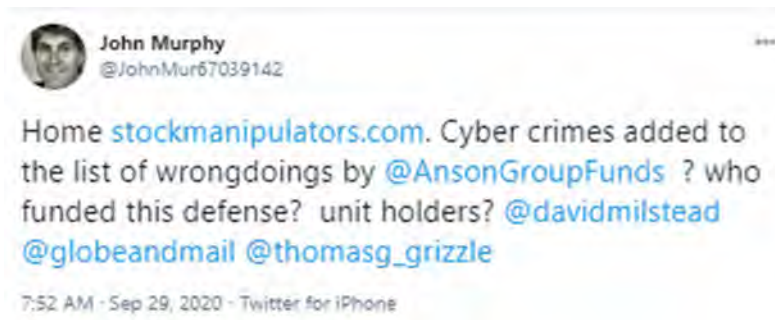 John Murphy
@JohnMur67039142
Home stockmanipulators.com. Cyber crimes added to
the list of wrongdoings by @AnsonGroupFunds ? who
funded this defense? unit holders? @davidmilstead
@globeandmail @thomasg_grizzle
7:52 AM · Sep 29, 2020 · Twitter for iPhone